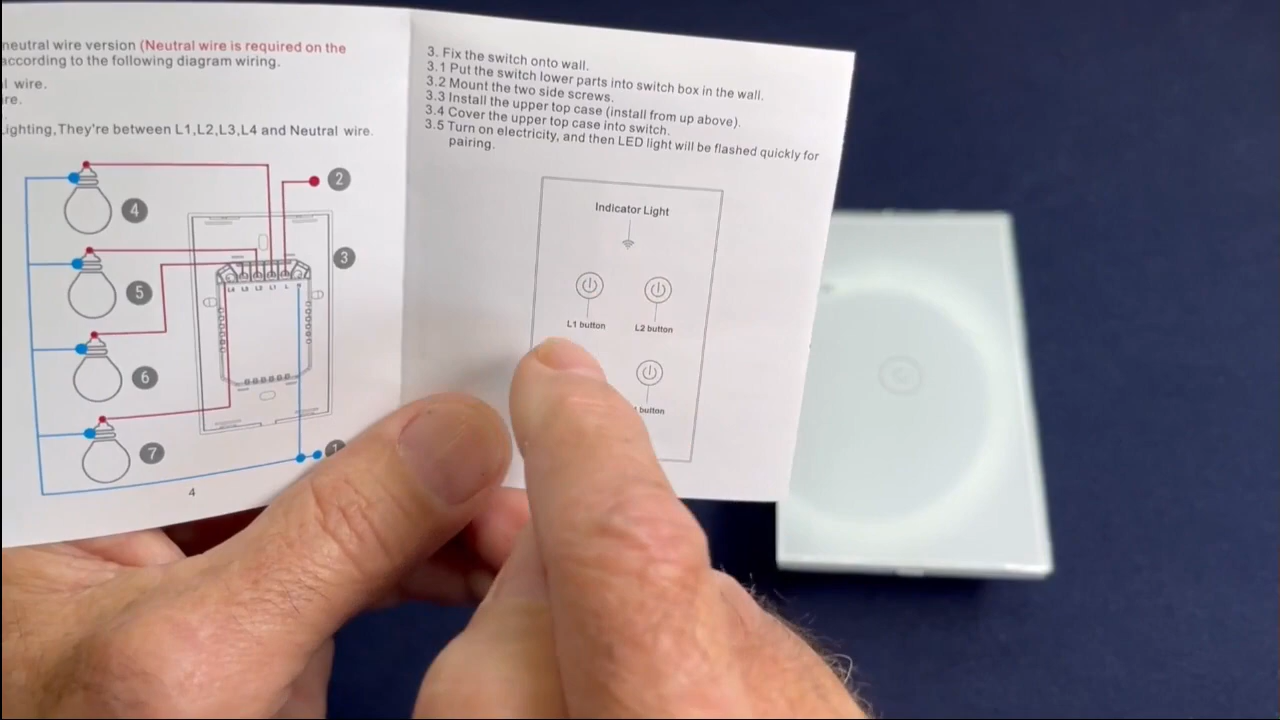 neutral wire version (Neutral wire is required on the
according to the following diagram wiring.
wire.
Lighting,They're between L1,L2,L3,L4 and Neutral wire.
2
4
3
5
L4 L3 L2 L1 L N
6
7
1
4
3. Fix the switch onto wall.
3.1 Put the switch lower parts into switch box in the wall.
3.2 Mount the two side screws.
3.3 Install the upper top case (install from up above).
3.4 Cover the upper top case into switch.
3.5 Turn on electricity, and then LED light will be flashed quickly for
pairing.
Indicator Light
L1 button
L2 button
button